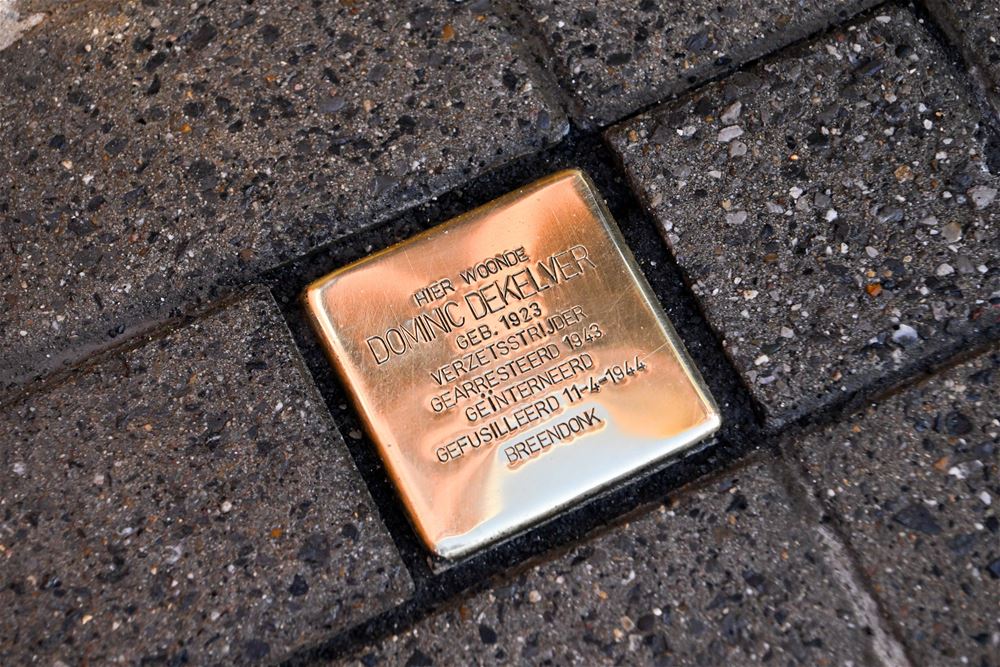 HIER WOONDE
DOMINIC DEKELVER
GEB. 1923
VERZETSSTRIJDER
GEARRESTEERD 1943
GEÏNTERNEERD
GEFUSILLEERD 11-4-1944
BREENDONK